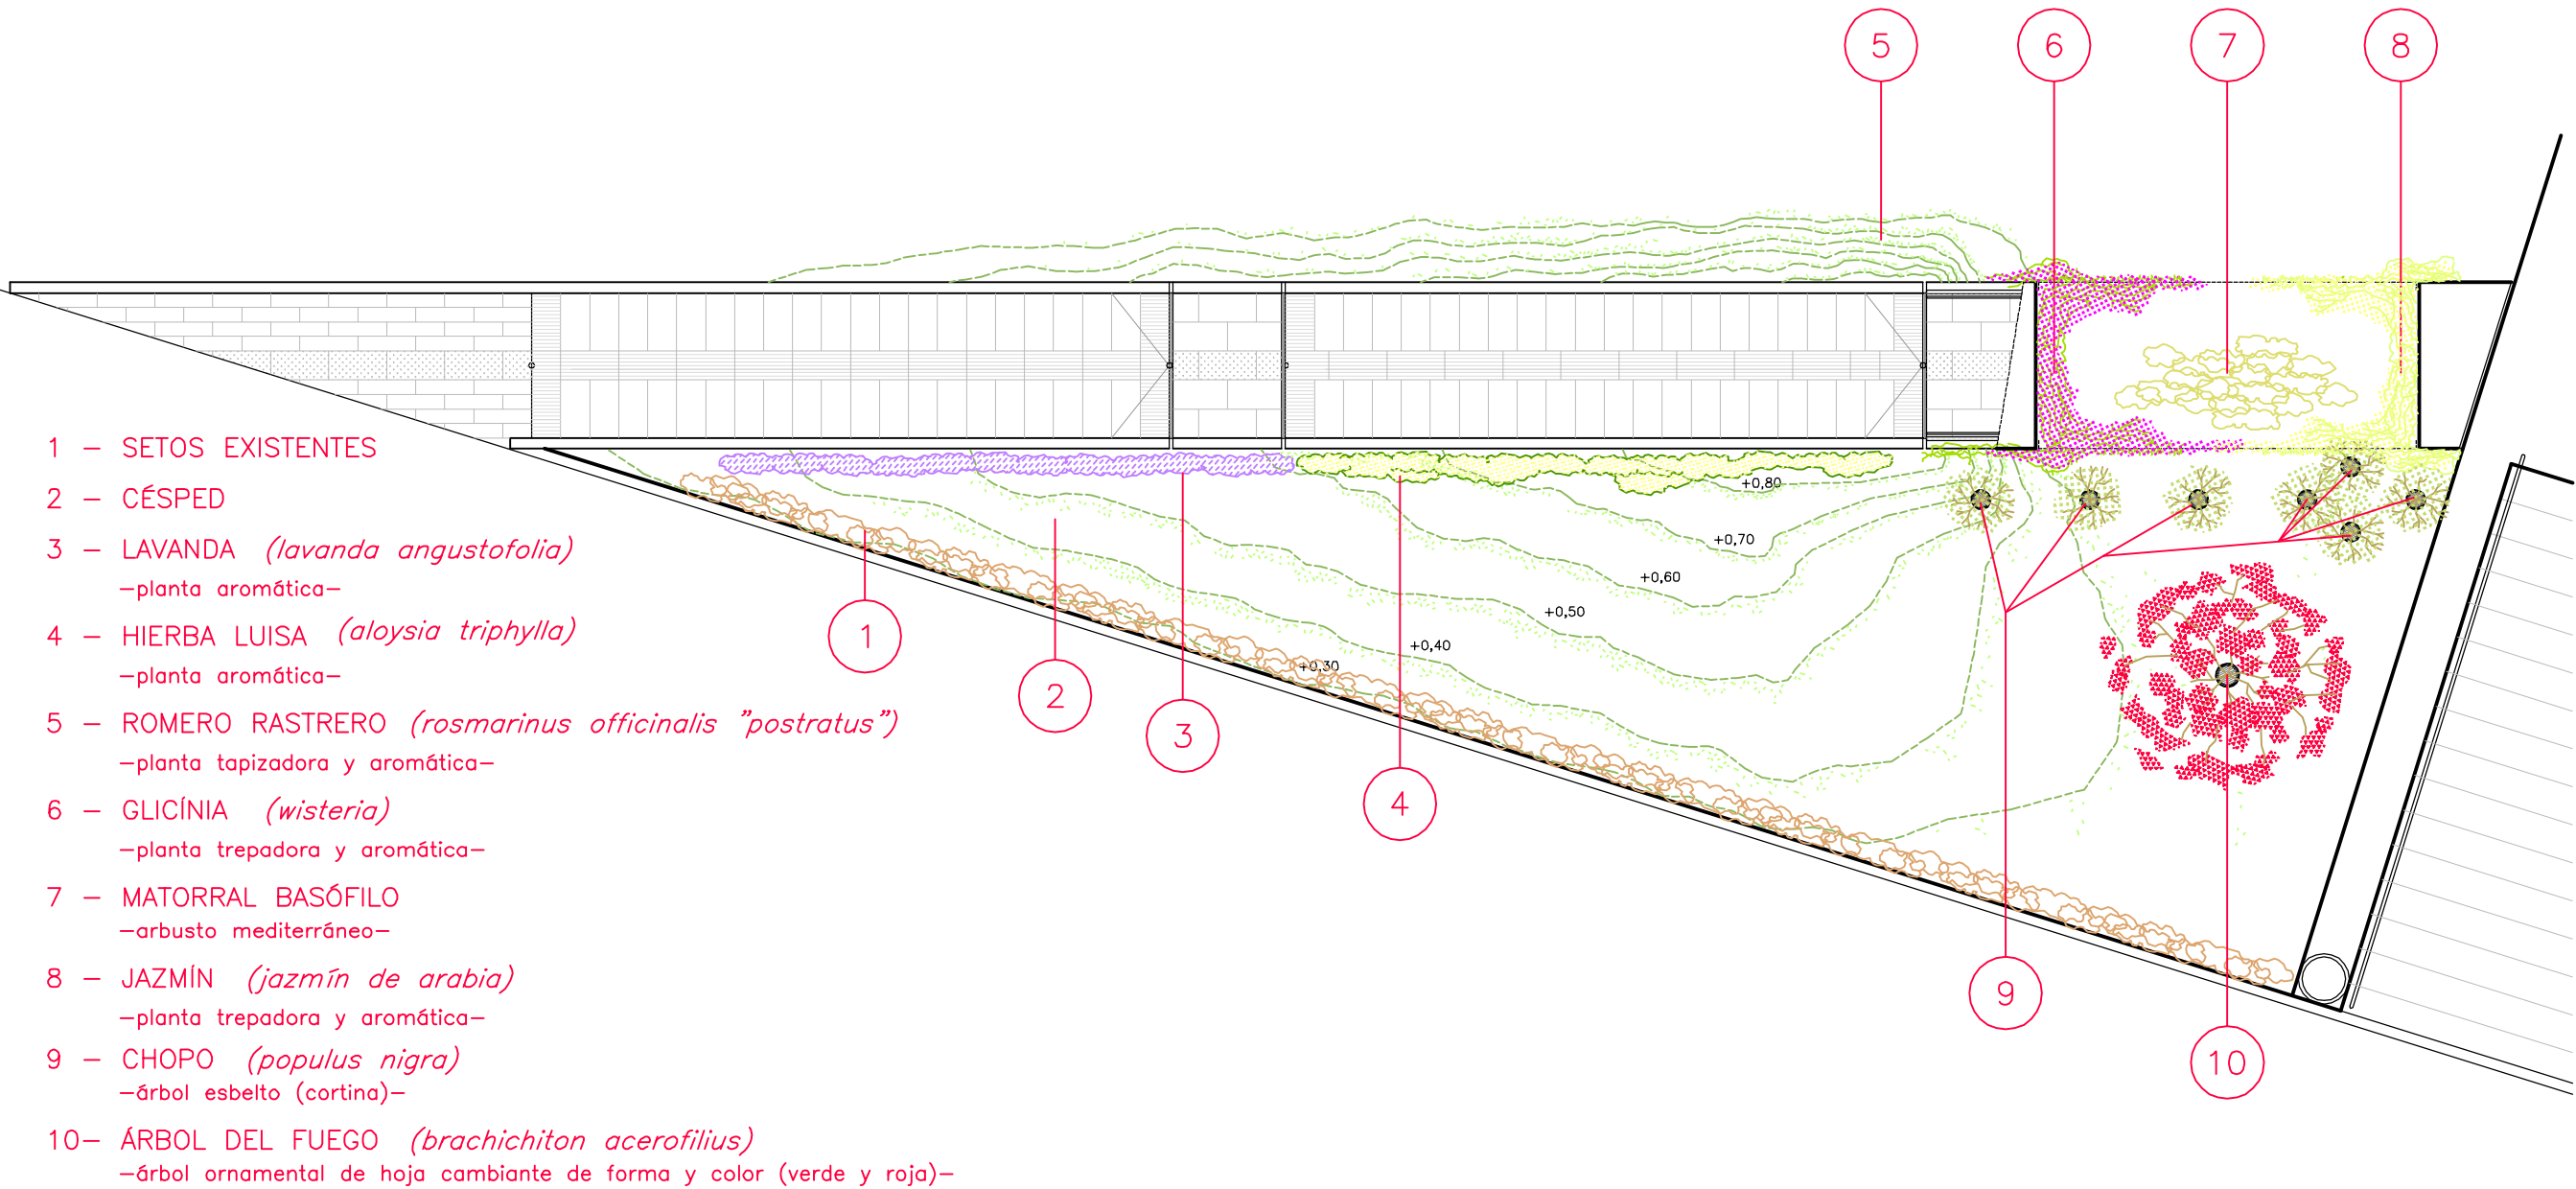 5
6
7
8
1 – SETOS EXISTENTES
2 – CÉSPED
3 – LAVANDA (lavanda angustofolia)
–planta aromática–
4 – HIERBA LUISA (aloysia triphylla)
–planta aromática–
5 – ROMERO RASTRERO (rosmarinus officinalis "postratus")
–planta tapizadora y aromática–
6 – GLICÍNIA (wisteria)
–planta trepadora y aromática–
7 – MATORRAL BASÓFILO
–arbusto mediterráneo–
8 – JAZMÍN (jazmín de arabia)
–planta trepadora y aromática–
9 – CHOPO (populus nigra)
–árbol esbelto (cortina)–
10– ÁRBOL DEL FUEGO (brachichiton acerofilius)
–árbol ornamental de hoja cambiante de forma y color (verde y roja)–
+0,80
+0,70
+0,60
+0,50
+0,40
+0,30
1
2
3
4
9
10